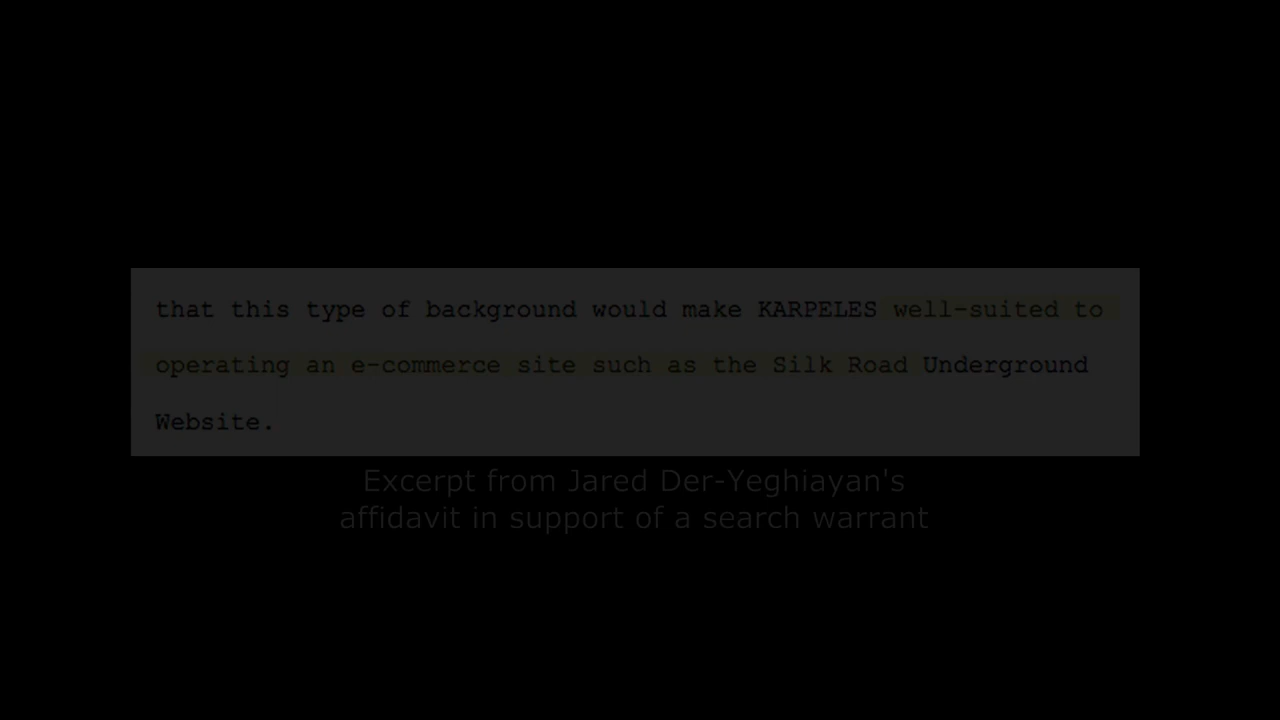 that this type of background would make KARPELES well-suited to
operating an e-commerce site such as the Silk Road Underground
Website.
Excerpt from Jared Der-Yeghiayan's
affidavit in support of a search warrant